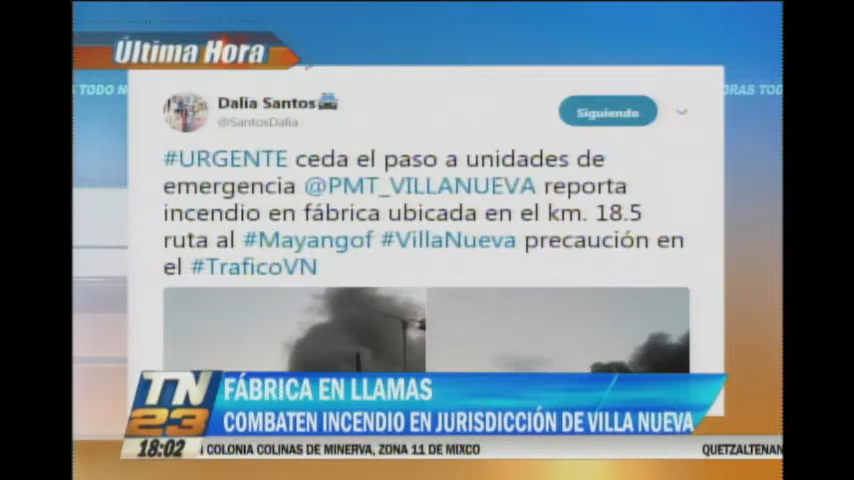 Última Hora
TODO
Dalia Santos
@SantosDalia
Siguiendo
#URGENTE ceda el paso a unidades de
emergencia @PMT_VILLANUEVA reporta
incendio en fábrica ubicada en el km. 18.5
ruta al #Mayangof #VillaNueva precaución en
el #TraficoVN
TN
23
FÁBRICA EN LLAMAS
COMBATEN INCENDIO EN JURISDICCIÓN DE VILLA NUEVA
18:02
COLONIA COLINAS DE MINERVA, ZONA 11 DE MIXCO
QUETZALTENAN